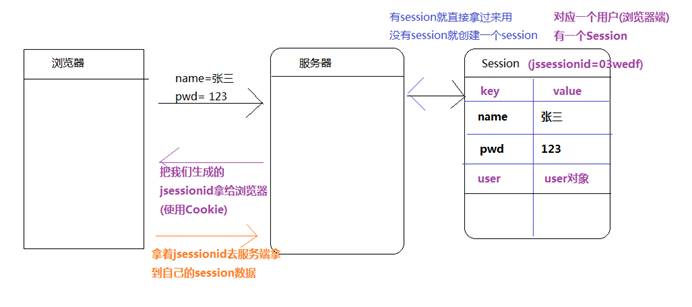 有session就直接拿过来用
没有session就创建一个session
对应一个用户(浏览器端)
有一个Session
浏览器
服务器
Session (jssessionid=03wedf)
name=张三
pwd= 123
key value
name 张三
pwd 123
user user对象
把我们生成的
jsessionid拿给浏览器
(使用Cookie)
拿着jsessionid去服务端拿
到自己的session数据